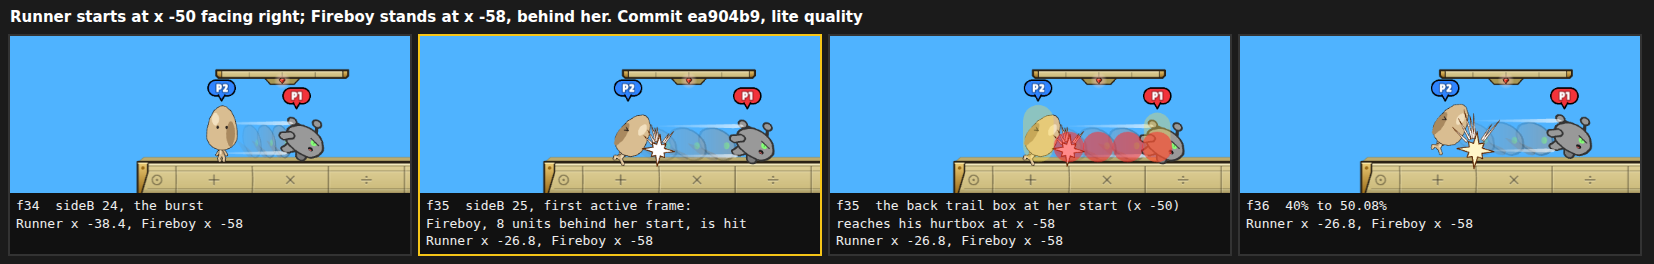 Runner starts at x -50 facing right; Fireboy stands at x -58, behind her. Commit ea904b9, lite quality
P2
P1
f34  sideB 24, the burst
Runner x -38.4, Fireboy x -58
P2
P1
f35  sideB 25, first active frame:
Fireboy, 8 units behind her start, is hit
Runner x -26.8, Fireboy x -58
P2
P1
f35  the back trail box at her start (x -50)
reaches his hurtbox at x -58
Runner x -26.8, Fireboy x -58
P2
P1
f36  40% to 50.08%
Runner x -26.8, Fireboy x -58